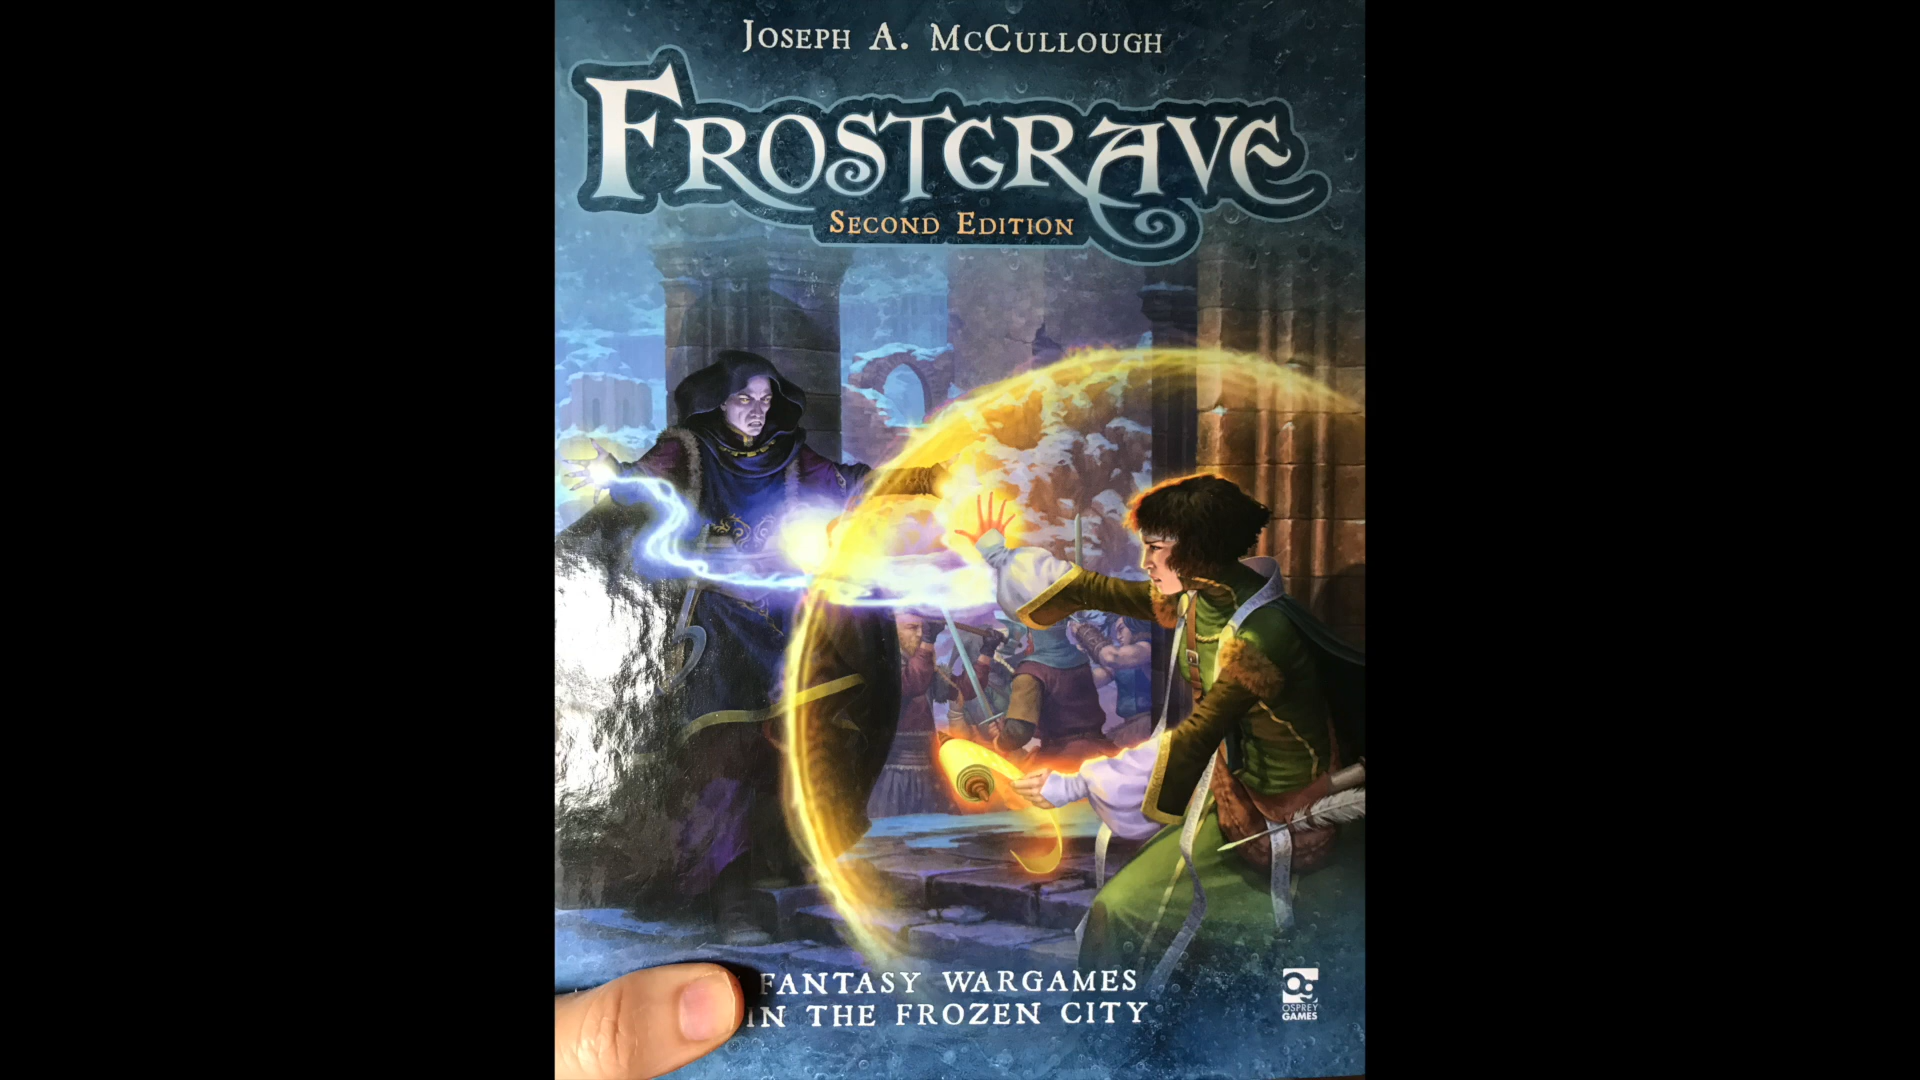 Joseph A. McCullough
Frostgrave
Second Edition
Fantasy Wargames
in the Frozen City
OSPREY
GAMES